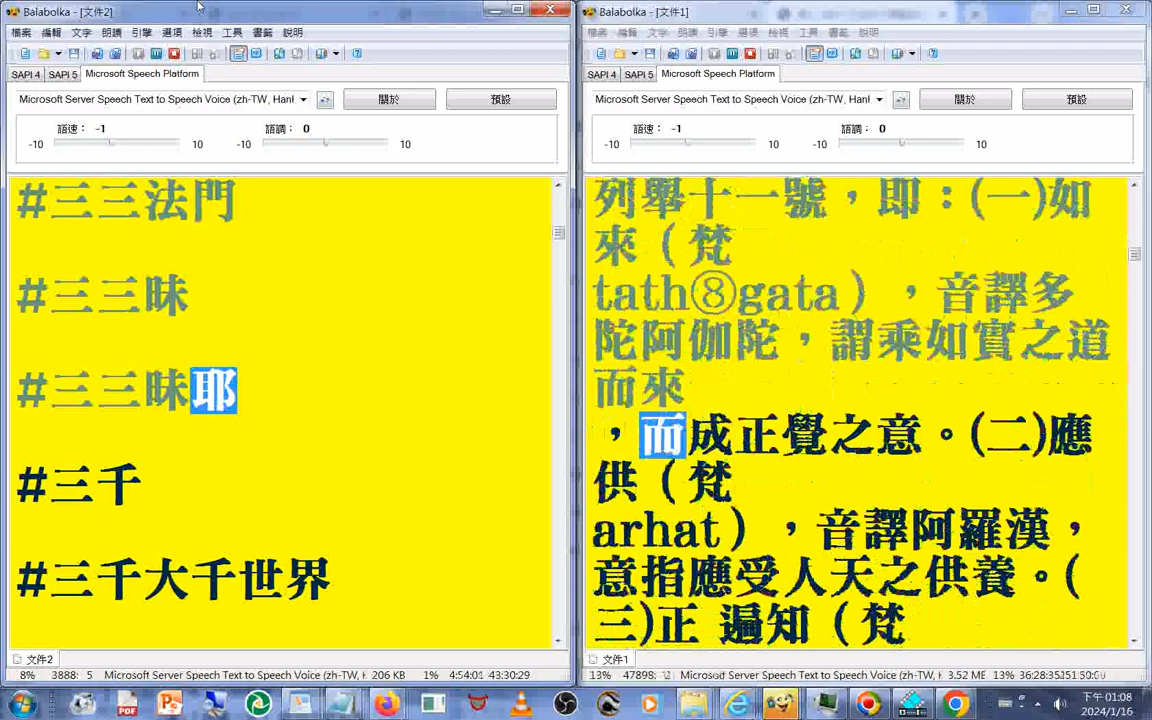 Balabolka - [文件2]
檔案 編輯 文字 朗讀 引擎 選項 檢視 工具 書籤 說明
SAPI 4 SAPI 5 Microsoft Speech Platform
Microsoft Server Speech Text to Speech Voice (zh-TW, Hanl
關於
預設
語速： -1
語調： 0
-10 10 -10 10
#三三法門
#三三昧
#三三昧耶
#三千
#三千大千世界
文件2
8% 3888: 5 Microsoft Server Speech Text to Speech Voice (zh-TW, H 206 KB 1% 4:54:01 43:30:29
Balabolka - [文件1]
檔案 編輯 文字 朗讀 引擎 選項 檢視 工具 書籤 說明
SAPI 4 SAPI 5 Microsoft Speech Platform
Microsoft Server Speech Text to Speech Voice (zh-TW, Hanl
關於
預設
語速： -1
語調： 0
-10 10 -10 10
列舉十一號，即：(一)如
來（梵
tath⑧gata），音譯多
陀阿伽陀，謂乘如實之道
而來
，而成正覺之意。(二)應
供（梵
arhat），音譯阿羅漢，
意指應受人天之供養。(
三)正 遍知（梵
文件1
13% Microsoft Server Speech Text to Speech Voice (zh-TW, H 3.52 MB 13%
下午 01:08
2024/1/16